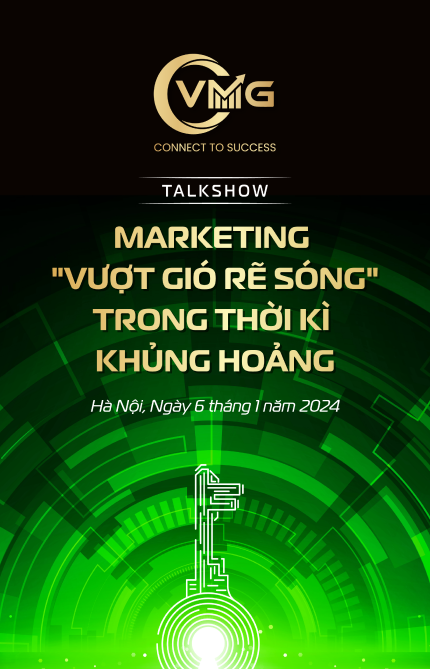 VMG
CONNECT TO SUCCESS
TALKSHOW
MARKETING
"VƯỢT GIÓ RẼ SÓNG"
TRONG THỜI KÌ
KHỦNG HOẢNG
Hà Nội, Ngày 6 tháng 1 năm 2024